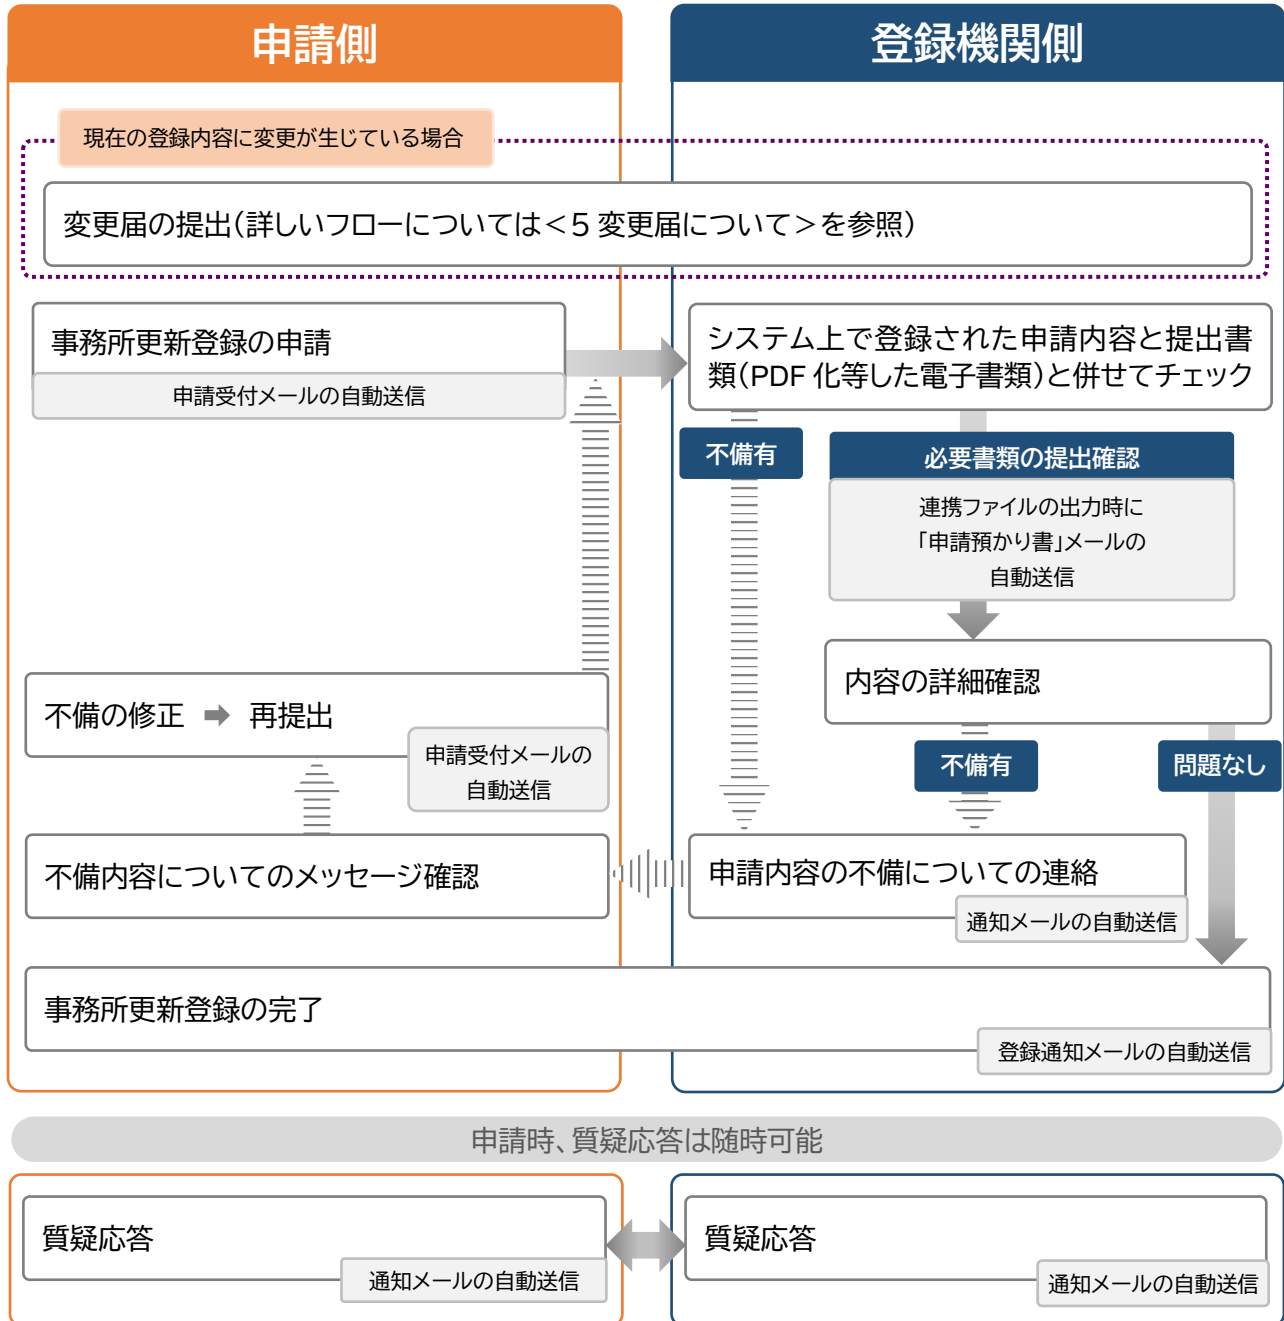 申請側
登録機関側
現在の登録内容に変更が生じている場合
変更届の提出(詳しいフローについては<5 変更届について>を参照)
事務所更新登録の申請
申請受付メールの自動送信
システム上で登録された申請内容と提出書
類(PDF 化等した電子書類)と併せてチェック
不備有
必要書類の提出確認
連携ファイルの出力時に
「申請預かり書」メールの
自動送信
内容の詳細確認
不備の修正 ➡ 再提出
申請受付メールの
自動送信
不備有
問題なし
不備内容についてのメッセージ確認
申請内容の不備についての連絡
通知メールの自動送信
事務所更新登録の完了
登録通知メールの自動送信
申請時、質疑応答は随時可能
質疑応答
通知メールの自動送信
質疑応答
通知メールの自動送信